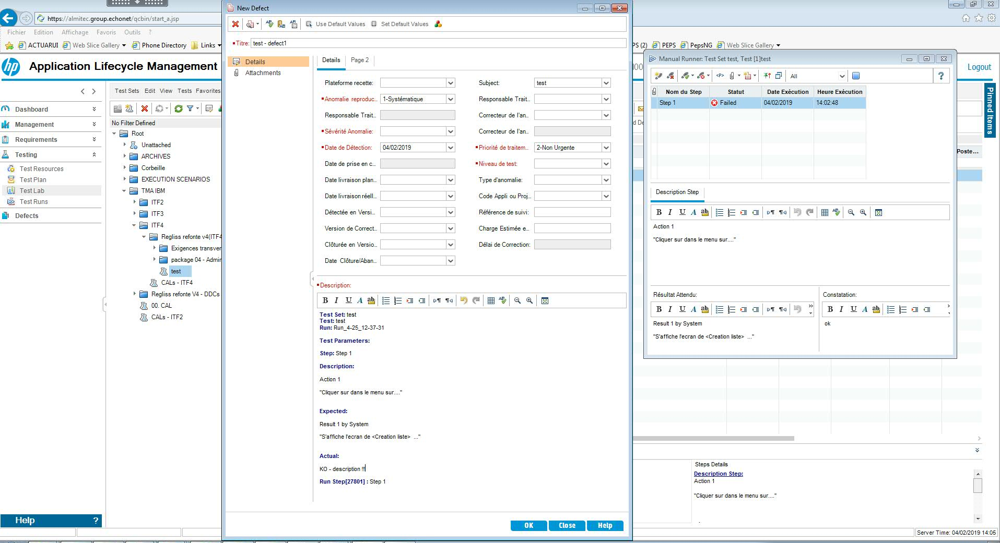 https://almitec.group.echonet/qcbin/start_a.jsp
Fichier Edition Affichage Favoris Outils ?
ACTUARUI Web Slice Gallery Phone Directory Links
PS (2) PEPS PepsNG Web Slice Gallery
hp Application Lifecycle Management
Logout
Pinned Items
Dashboard
Management
Requirements
Testing
Test Resources
Test Plan
Test Lab
Test Runs
Defects
Help ?
Test Sets Edit View Tests Favorites
No Filter Defined
Root
Unattached
ARCHIVES
Corbeille
EXECUTION SCENARIOS
TMA IBM
ITF2
ITF3
ITF4
Regliss refonte v4(ITF4
Exigences transver
package 04 - Admir
test
CALs - ITF4
Regliss refonte V4 - DDCs
00. CAL
CALs - ITF2
New Defect
Use Default Values Set Default Values
Titre: test - defect1
Details
Attachments
Details Page 2
Plateforme recette: Subject: test
Anomalie reproduc... 1-Systématique Responsable Trait...
Responsable Trait... Correcteur de l'an...
Sévérité Anomalie: Correcteur de l'an...
Date de Détection: 04/02/2019 Priorité de traitem... 2-Non Urgente
Date de prise en c... Niveau de test:
Date livraison plan... Type d'anomalie:
Date livraison réell... Code Appli ou Proj...
Détectée en Versi... Référence de suivi:
Version de Correct... Charge Estimée e...
Clôturée en Versio... Délai de Correction:
Date Clôture/Aban...
Description:
B I U A ab
Test Set: test
Test: test
Run: Run_4-25_12-37-31
Test Parameters:
Step: Step 1
Description:
Action 1
"Cliquer sur dans le menu sur...."
Expected:
Result 1 by System
"S'affiche l'ecran de <Creation liste> ..."
Actual:
KO - description
Run Step[27801] : Step 1
OK Close Help
Manual Runner: Test Set test, Test [1]test
<P> All ?
Nom du Step Statut Date Exécution Heure Exécution
Step 1 Failed 04/02/2019 14:02:48
Description Step
B I U A ab
Action 1
"Cliquer sur dans le menu sur...."
Résultat Attendu: Constatation:
B I U A ab B I U A ab
Result 1 by System ok
"S'affiche l'ecran de <Creation liste> ..."
Poste...
Steps Details
Description Step:
Action 1
"Cliquer sur dans le menu sur...."
Server Time: 04/02/2019 14:05